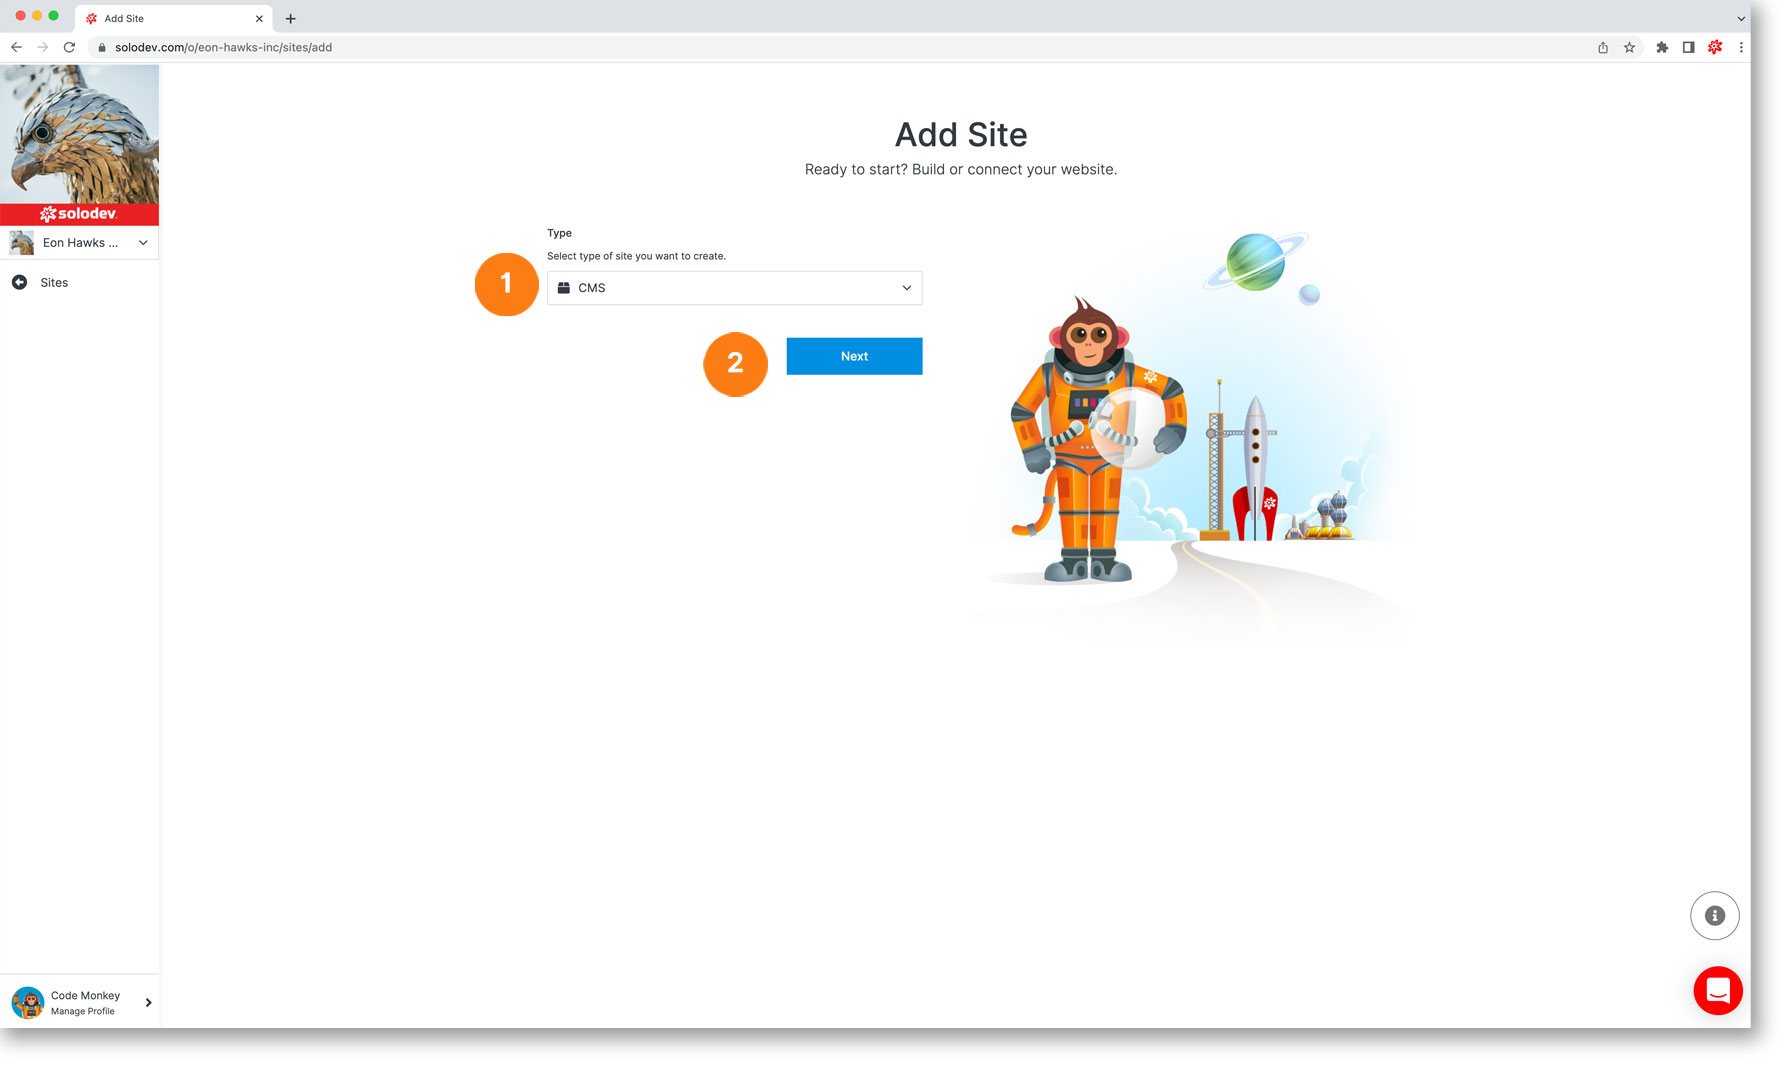 Add Site
solodev.com/o/eon-hawks-inc/sites/add
solodev
Eon Hawks ...
Sites
Add Site
Ready to start? Build or connect your website.
Type
Select type of site you want to create.
1
CMS
2
Next
Code Monkey
Manage Profile